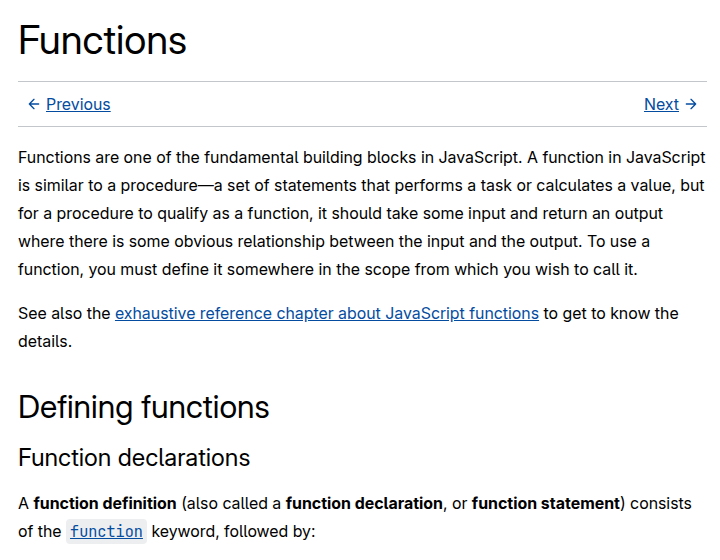 Functions
← Previous
Next →
Functions are one of the fundamental building blocks in JavaScript. A function in JavaScript
is similar to a procedure—a set of statements that performs a task or calculates a value, but
for a procedure to qualify as a function, it should take some input and return an output
where there is some obvious relationship between the input and the output. To use a
function, you must define it somewhere in the scope from which you wish to call it.
See also the exhaustive reference chapter about JavaScript functions to get to know the
details.
Defining functions
Function declarations
A function definition (also called a function declaration, or function statement) consists
of the function keyword, followed by: